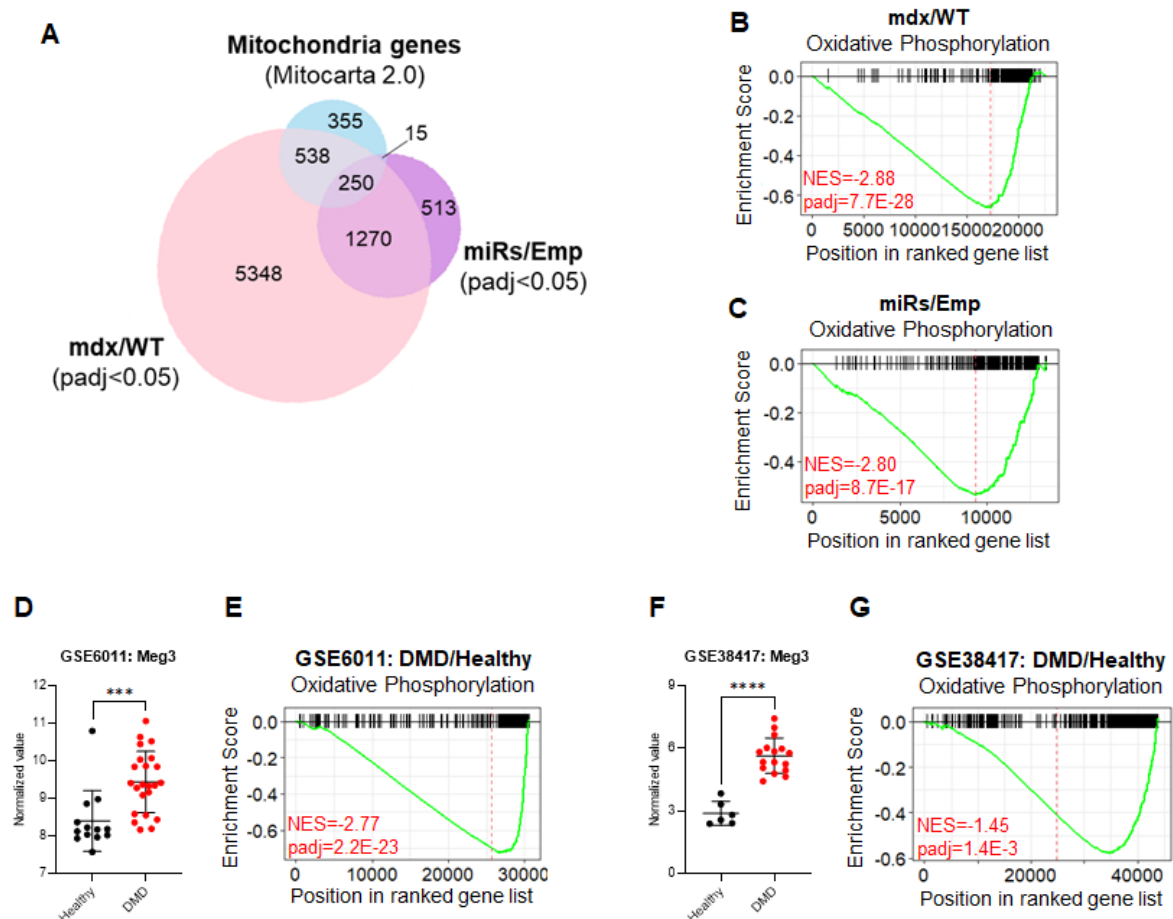 A
Mitochondria genes
(Mitocarta 2.0)
355
15
538
250
513
1270
5348
miRs/Emp
(padj<0.05)
mdx/WT
(padj<0.05)
B
mdx/WT
Oxidative Phosphorylation
Enrichment Score
0.0
-0.2
-0.4
-0.6
NES=-2.88
padj=7.7E-28
0 5000 10000 15000 20000
Position in ranked gene list
C
miRs/Emp
Oxidative Phosphorylation
Enrichment Score
0.0
-0.2
-0.4
NES=-2.80
padj=8.7E-17
0 5000 10000
Position in ranked gene list
D
GSE6011: Meg3
Normalized value
12
11
10
9
8
7
***
Healthy DMD
E
GSE6011: DMD/Healthy
Oxidative Phosphorylation
Enrichment Score
0.0
-0.2
-0.4
-0.6
NES=-2.77
padj=2.2E-23
0 10000 20000 30000
Position in ranked gene list
F
GSE38417: Meg3
Normalized value
9
6
3
0
****
Healthy DMD
G
GSE38417: DMD/Healthy
Oxidative Phosphorylation
Enrichment Score
0.0
-0.2
-0.4
-0.6
NES=-1.45
padj=1.4E-3
0 20000 40000
Position in ranked gene list